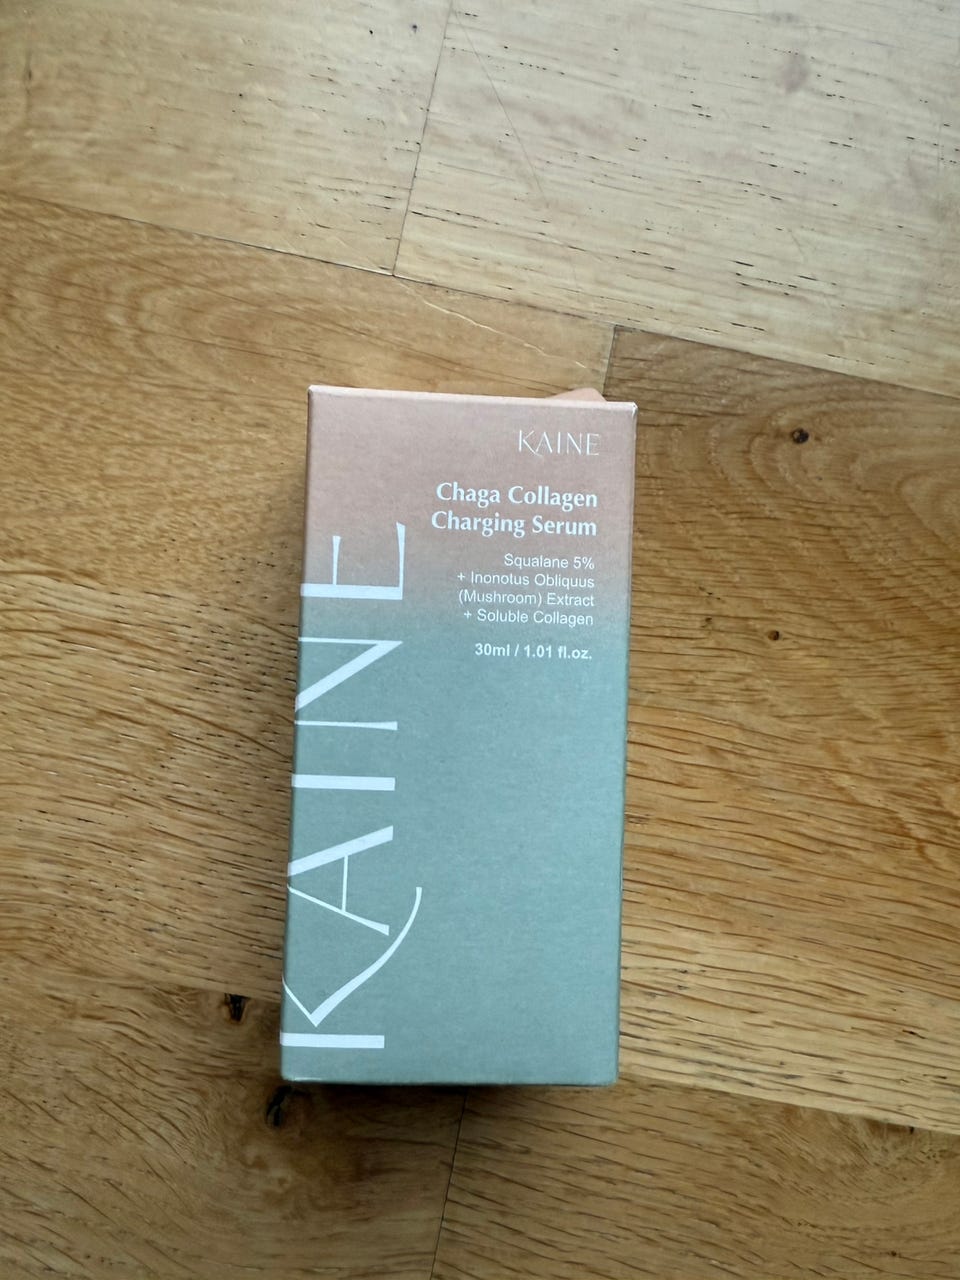 KAINE
Chaga Collagen
Charging Serum
Squalane 5%
+ Inonotus Obliquus
(Mushroom) Extract
+ Soluble Collagen
30ml / 1.01 fl.oz.
KAINE